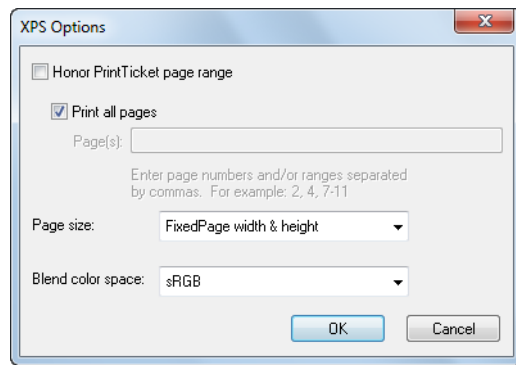 XPS Options
Honor PrintTicket page range
Print all pages
Page(s):
Enter page numbers and/or ranges separated
by commas. For example: 2, 4, 7-11
Page size: FixedPage width & height
Blend color space: sRGB
OK Cancel